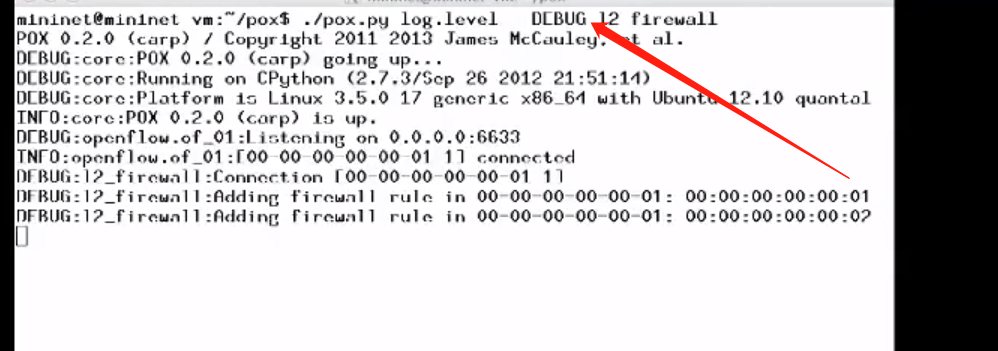 mininet@mininet vm:~/pox$ ./pox.py log.level DEBUG l2 firewall
POX 0.2.0 (carp) / Copyright 2011 2013 James McCauley, et al.
DEBUG:core:POX 0.2.0 (carp) going up...
DEBUG:core:Running on CPython (2.7.3/Sep 26 2012 21:51:14)
DEBUG:core:Platform is Linux 3.5.0 17 generic x86_64 with Ubuntu 12.10 quantal
INFO:core:POX 0.2.0 (carp) is up.
DEBUG:openflow.of_01:Listening on 0.0.0.0:6633
INFO:openflow.of_01:[00-00-00-00-00-01 1] connected
DEBUG:l2_firewall:Connection [00-00-00-00-00-01 1]
DEBUG:l2_firewall:Adding firewall rule in 00-00-00-00-00-01: 00:00:00:00:00:01
DEBUG:l2_firewall:Adding firewall rule in 00-00-00-00-00-01: 00:00:00:00:00:02